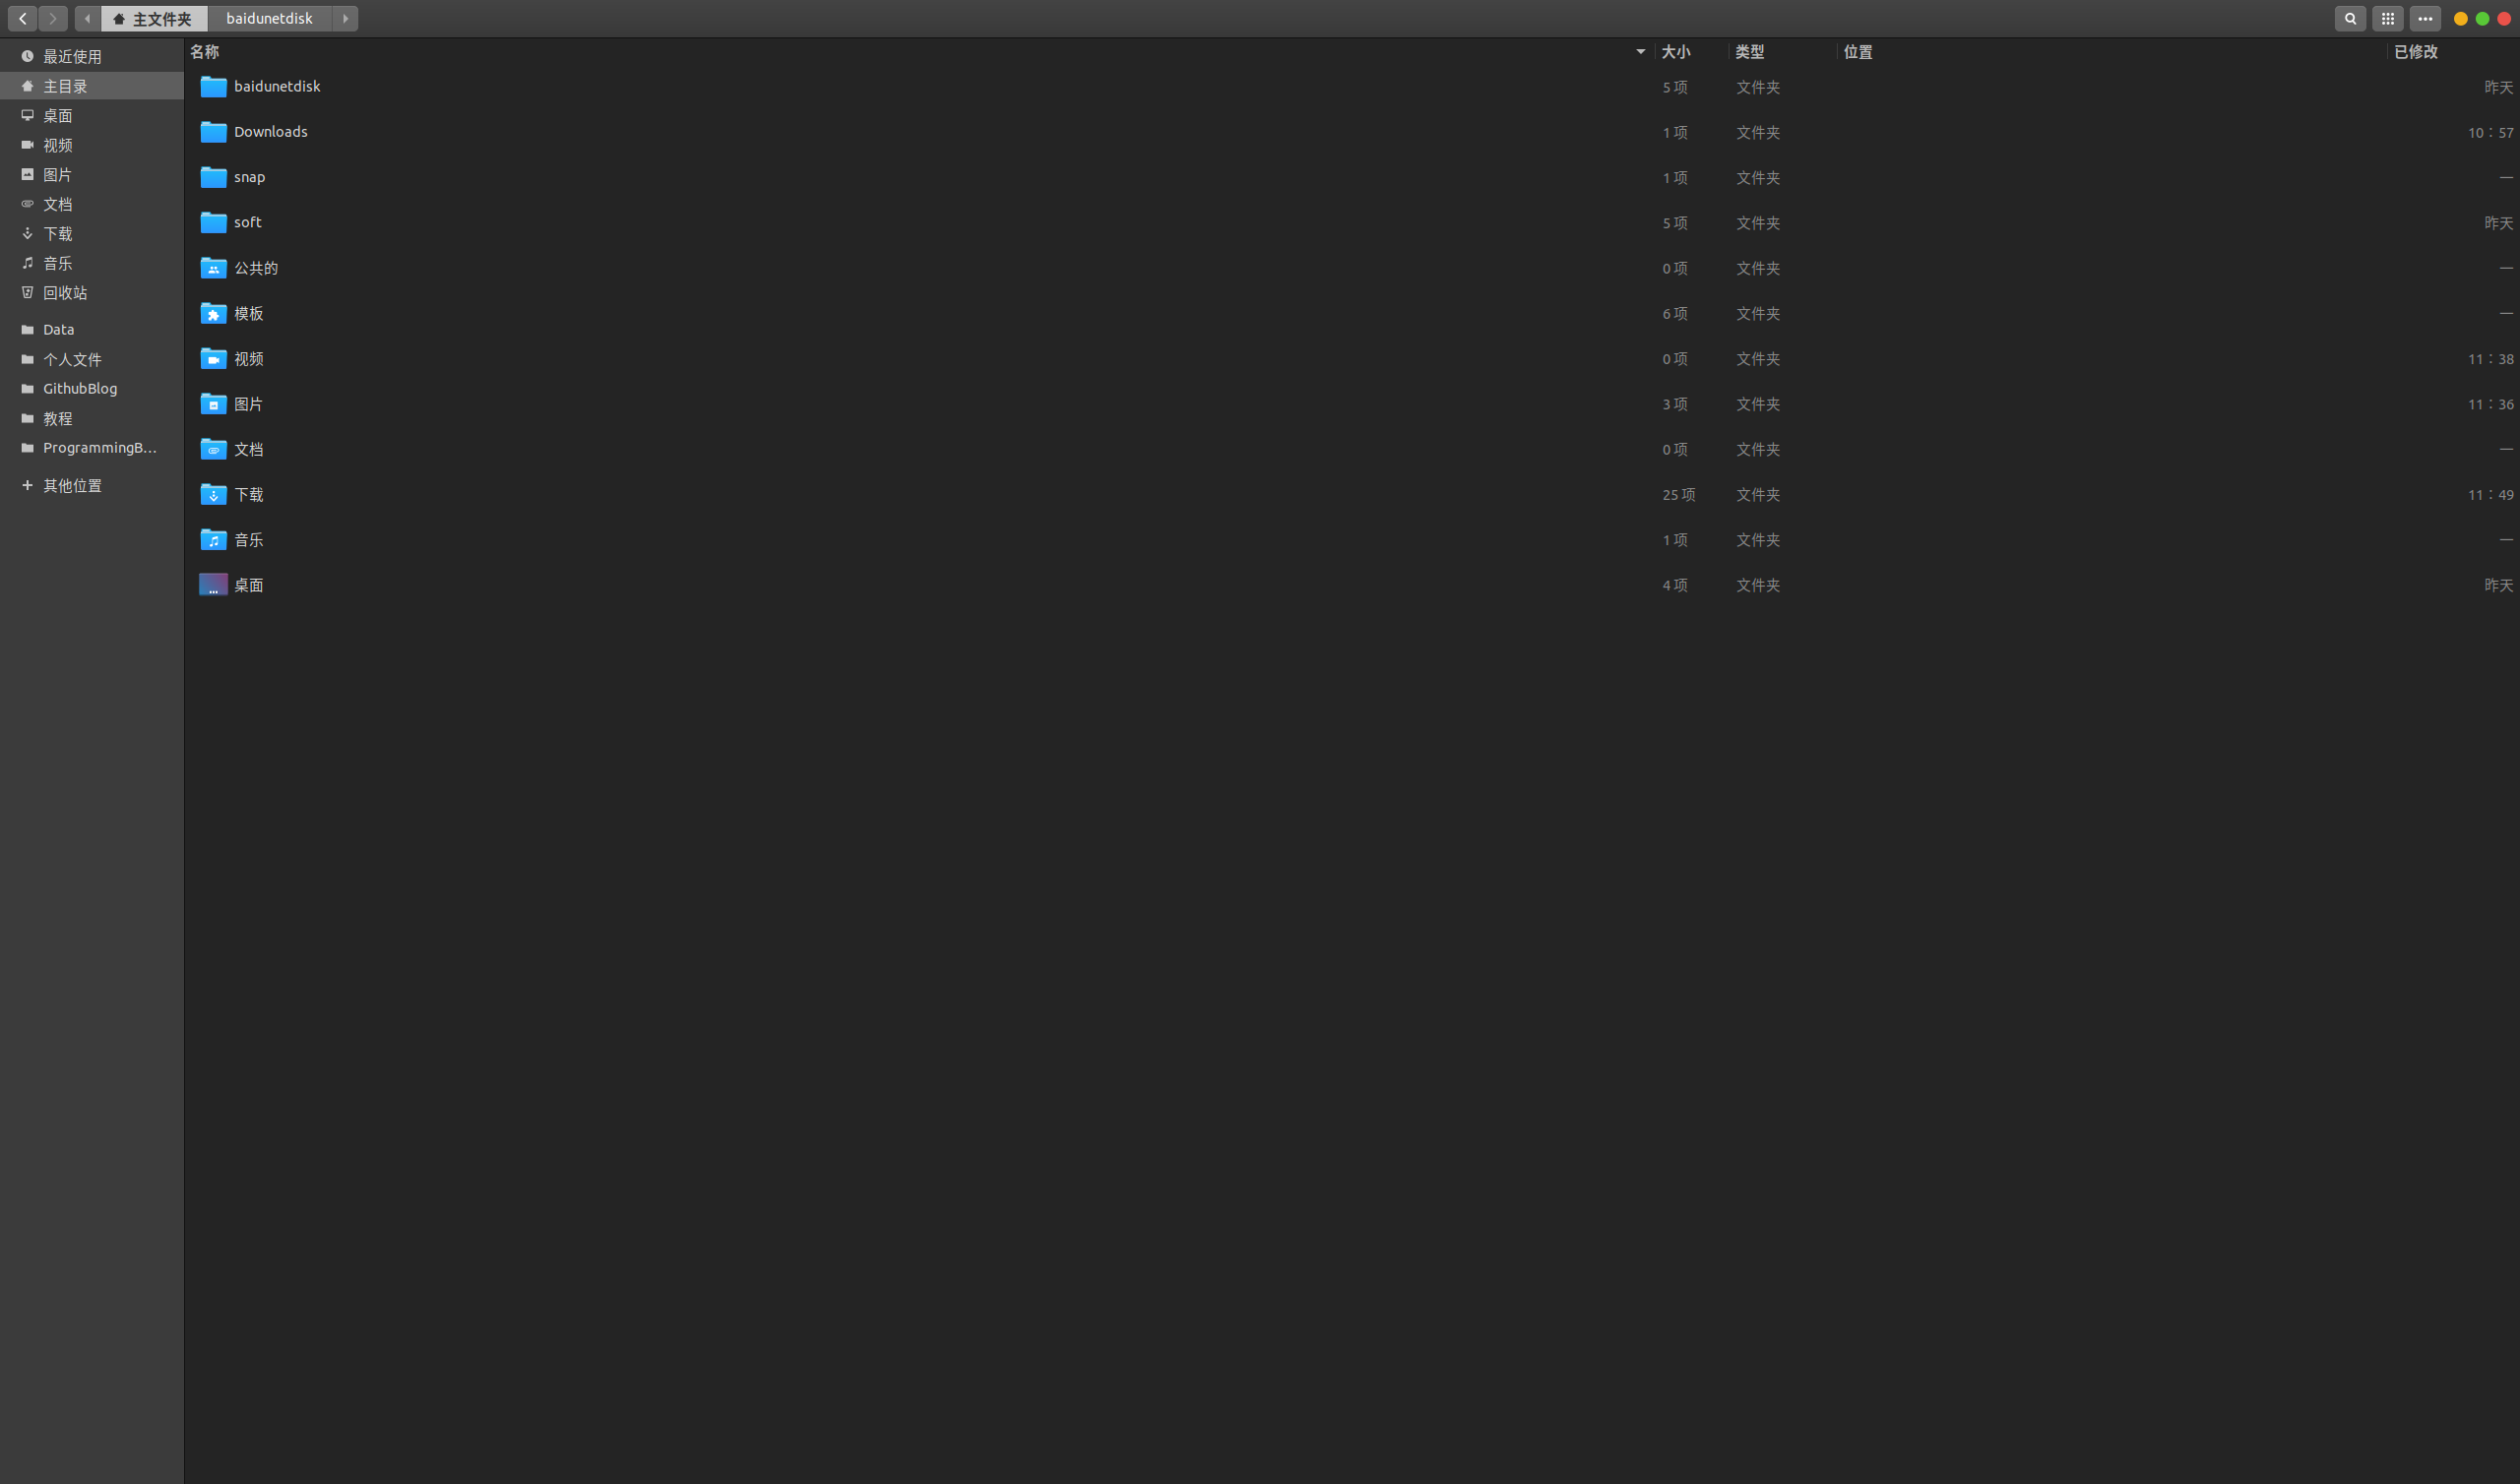 主文件夹 baidunetdisk
最近使用
主目录
桌面
视频
图片
文档
下载
音乐
回收站
Data
个人文件
GithubBlog
教程
ProgrammingB...
其他位置
名称 大小 类型 位置 已修改
baidunetdisk 5 项 文件夹 昨天
Downloads 1 项 文件夹 10∶57
snap 1 项 文件夹 —
soft 5 项 文件夹 昨天
公共的 0 项 文件夹 —
模板 6 项 文件夹 —
视频 0 项 文件夹 11∶38
图片 3 项 文件夹 11∶36
文档 0 项 文件夹 —
下载 25 项 文件夹 11∶49
音乐 1 项 文件夹 —
桌面 4 项 文件夹 昨天